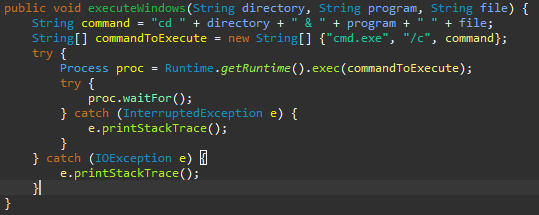 public void executeWindows(String directory, String program, String file) {
    String command = "cd " + directory + " & " + program + " " + file;
    String[] commandToExecute = new String[] {"cmd.exe", "/c", command};
    try {
        Process proc = Runtime.getRuntime().exec(commandToExecute);
        try {
            proc.waitFor();
        } catch (InterruptedException e) {
            e.printStackTrace();
        }
    } catch (IOException e) {
        e.printStackTrace();
    }
}